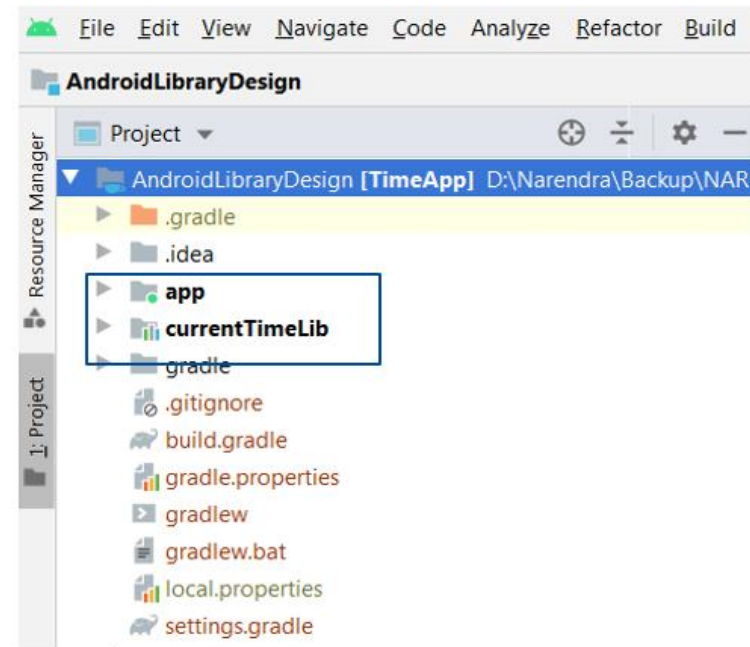 File Edit View Navigate Code Analyze Refactor Build
AndroidLibraryDesign
Project
AndroidLibraryDesign [TimeApp] D:\Narendra\Backup\NAR
.gradle
.idea
app
currentTimeLib
gradle
.gitignore
build.gradle
gradle.properties
gradlew
gradlew.bat
local.properties
settings.gradle
Resource Manager
1: Project